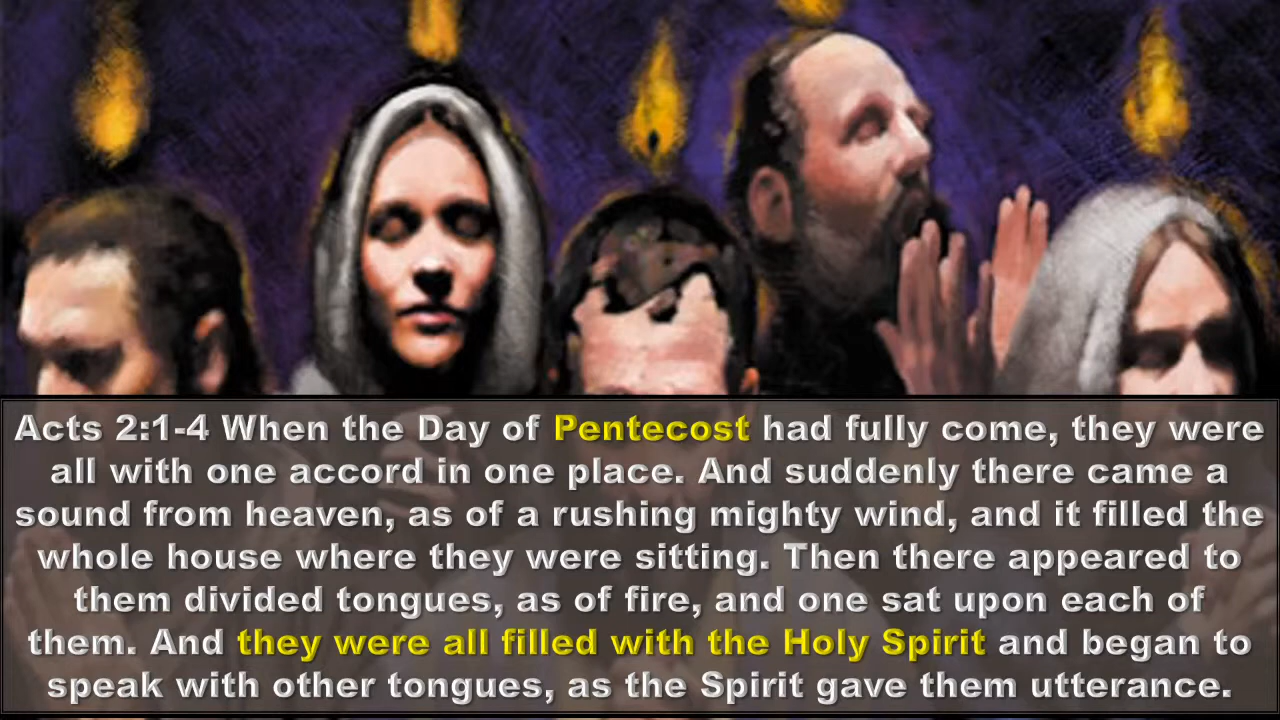 Acts 2:1-4 When the Day of Pentecost had fully come, they were
all with one accord in one place. And suddenly there came a
sound from heaven, as of a rushing mighty wind, and it filled the
whole house where they were sitting. Then there appeared to
them divided tongues, as of fire, and one sat upon each of
them. And they were all filled with the Holy Spirit and began to
speak with other tongues, as the Spirit gave them utterance.